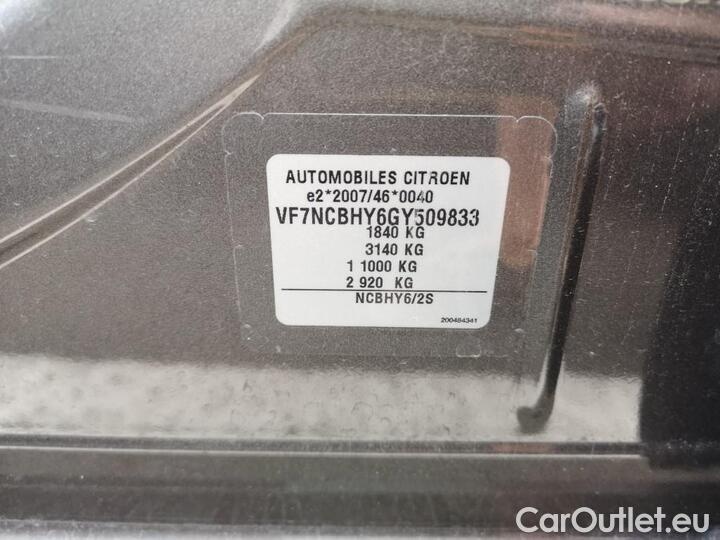 AUTOMOBILES CITROEN
e2*2007/46*0040
VF7NCBHY6GY509833
1840 KG
3140 KG
1 1000 KG
2 920 KG
NCBHY6/2S
200484341
CarOutlet.eu